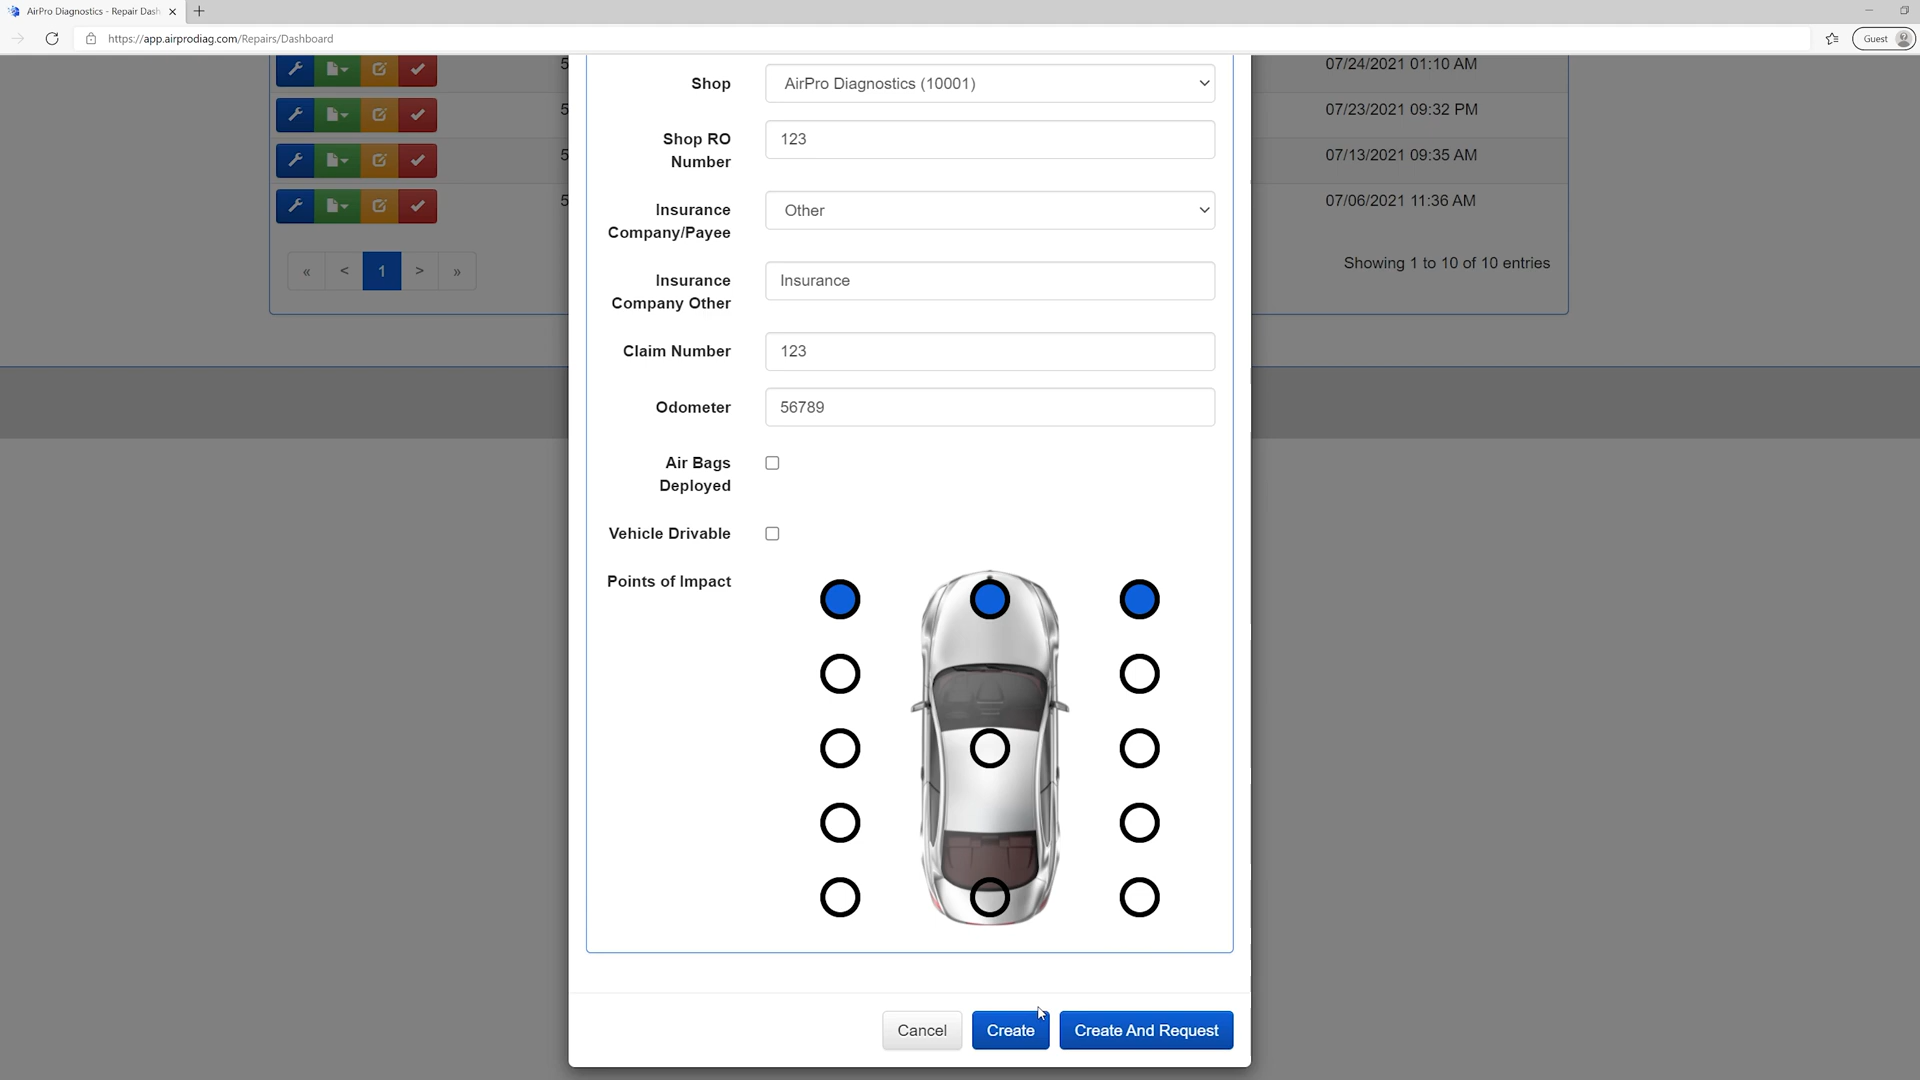 AirPro Diagnostics - Repair Dash
https://app.airprodiag.com/Repairs/Dashboard
Guest
5 07/24/2021 01:10 AM
5 07/23/2021 09:32 PM
5 07/13/2021 09:35 AM
5 07/06/2021 11:36 AM
« < 1 > »
Showing 1 to 10 of 10 entries
Shop AirPro Diagnostics (10001)
Shop RO 123
Number
Insurance Other
Company/Payee
Insurance Insurance
Company Other
Claim Number 123
Odometer 56789
Air Bags
Deployed
Vehicle Drivable
Points of Impact
Cancel Create Create And Request